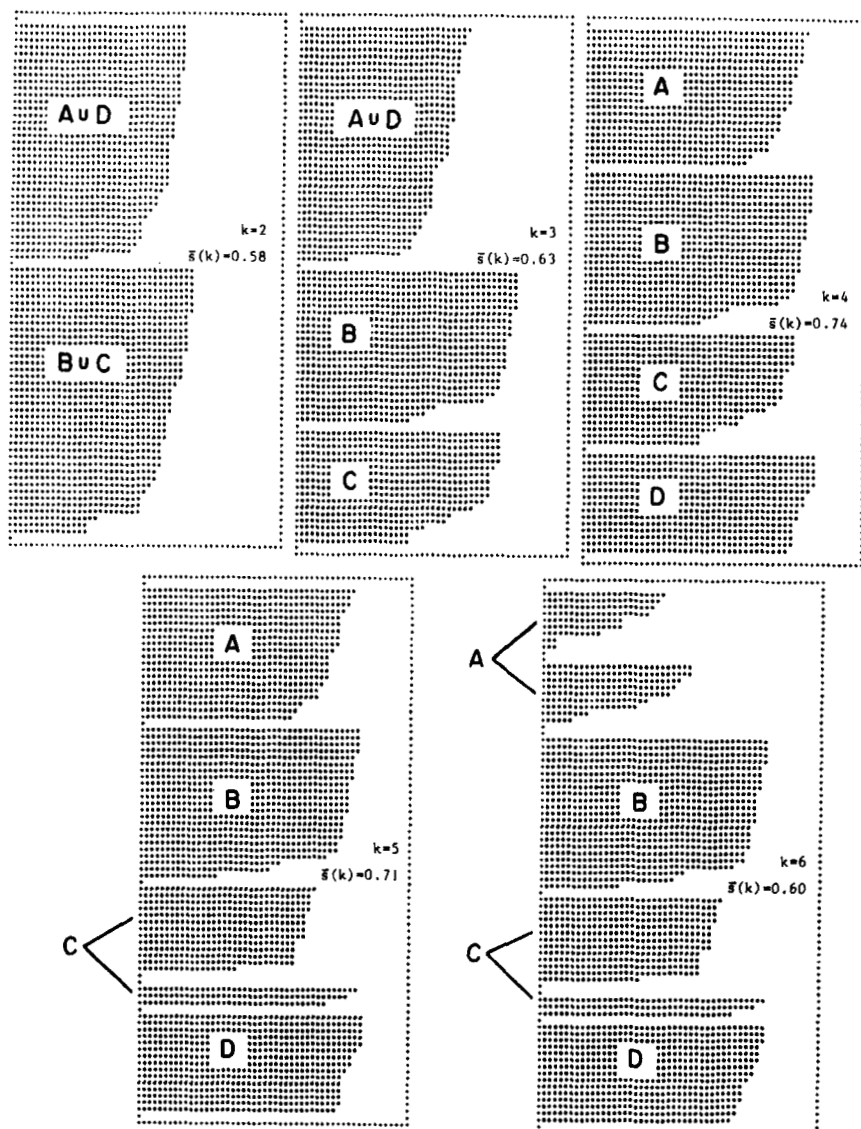 A∪D
k=2
s̄(k)=0.58
B∪C
A∪D
k=3
s̄(k)=0.63
B
C
A
B
k=4
s̄(k)=0.74
C
D
A
B
k=5
s̄(k)=0.71
C
D
A
B
k=6
s̄(k)=0.60
C
D